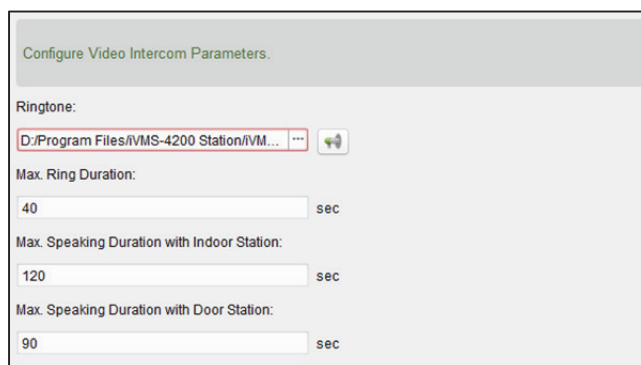 Configure Video Intercom Parameters.
Ringtone:
D:/Program Files/iVMS-4200 Station/iVM... ...
Max. Ring Duration:
40 sec
Max. Speaking Duration with Indoor Station:
120 sec
Max. Speaking Duration with Door Station:
90 sec